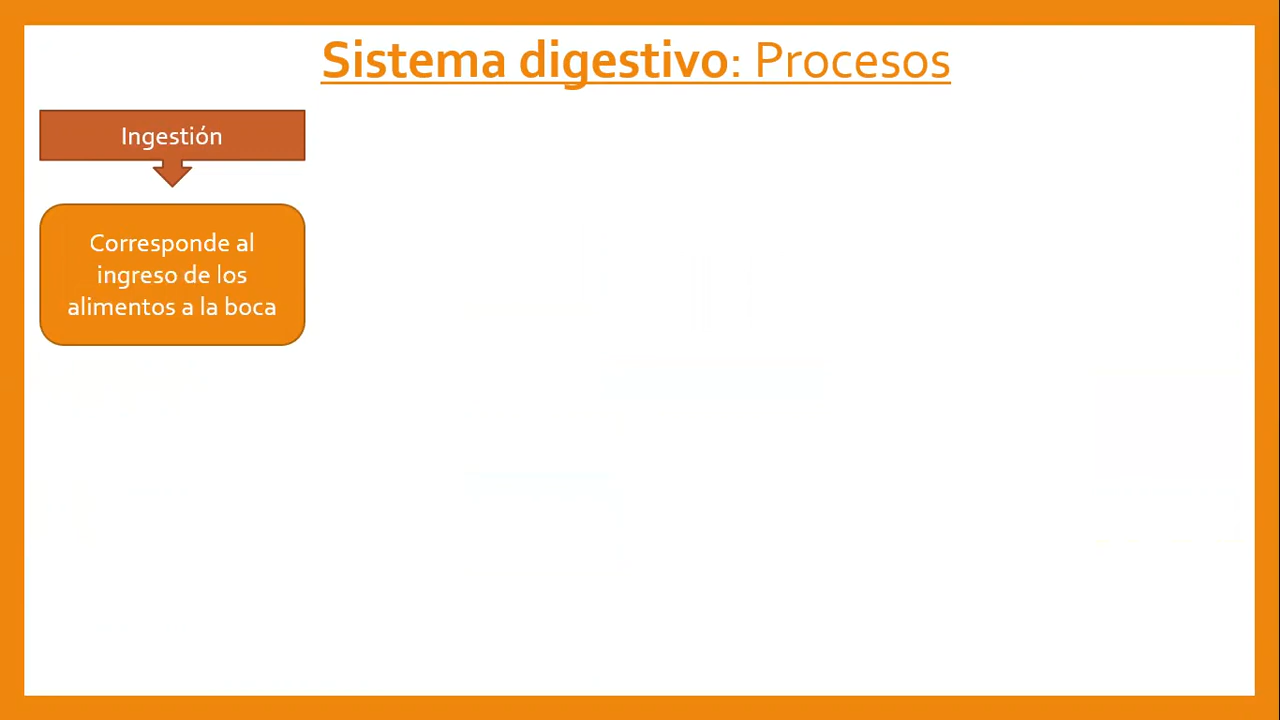 Sistema digestivo: Procesos
Ingestión
Corresponde al
ingreso de los
alimentos a la boca